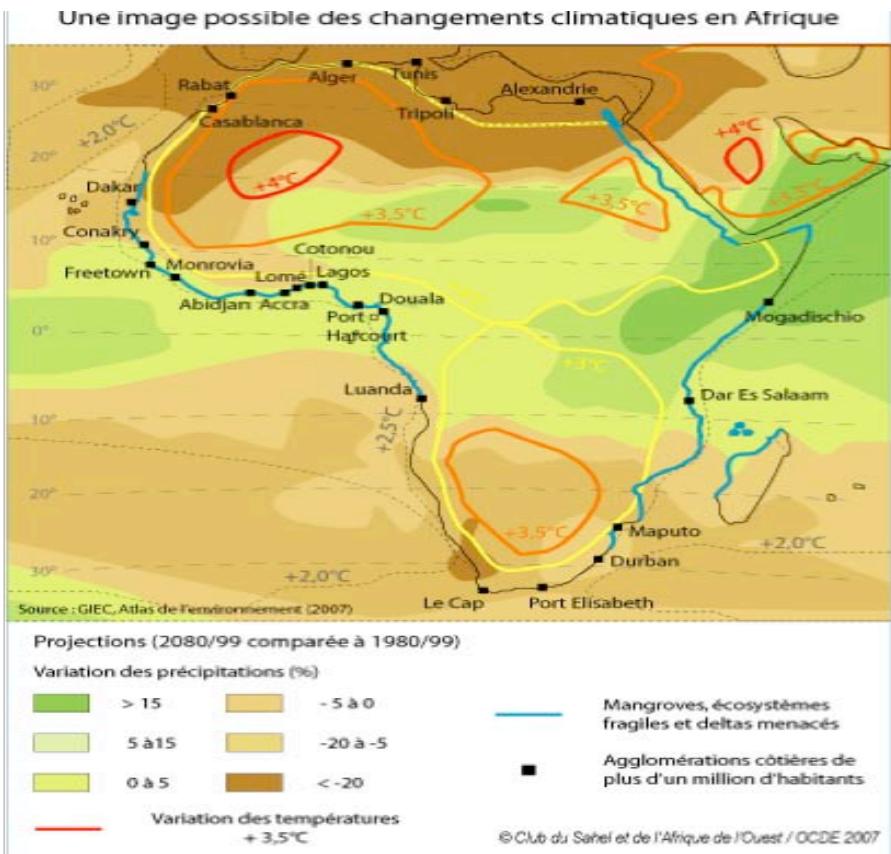 Une image possible des changements climatiques en Afrique
30°
Rabat
Alger
Tunis
Alexandrie
Casablanca
Tripoli
+2,0°C
20°
+4°C
+4°C
Dakar
+3,5°C
+3,5°C
+3,5°C
10°
Conakry
Cotonou
Freetown
Monrovia
Lomé
Lagos
Abidjan
Accra
Douala
Port
Harcourt
Mogadischio
0°
+3°C
Luanda
Dar Es Salaam
10°
+2,5°C
20°
+3,5°C
Maputo
+2,0°C
Durban
30°
+2,0°C
Le Cap
Port Elisabeth
Source : GIEC, Atlas de l'environnement (2007)
Projections (2080/99 comparée à 1980/99)
Variation des précipitations (%)
> 15
- 5 à 0
5 à15
-20 à -5
0 à 5
< -20
Mangroves, écosystèmes
fragiles et deltas menacés
Agglomérations côtières de
plus d'un million d'habitants
Variation des températures
+ 3,5°C
© Club du Sahel et de l'Afrique de l'Ouest / OCDE 2007